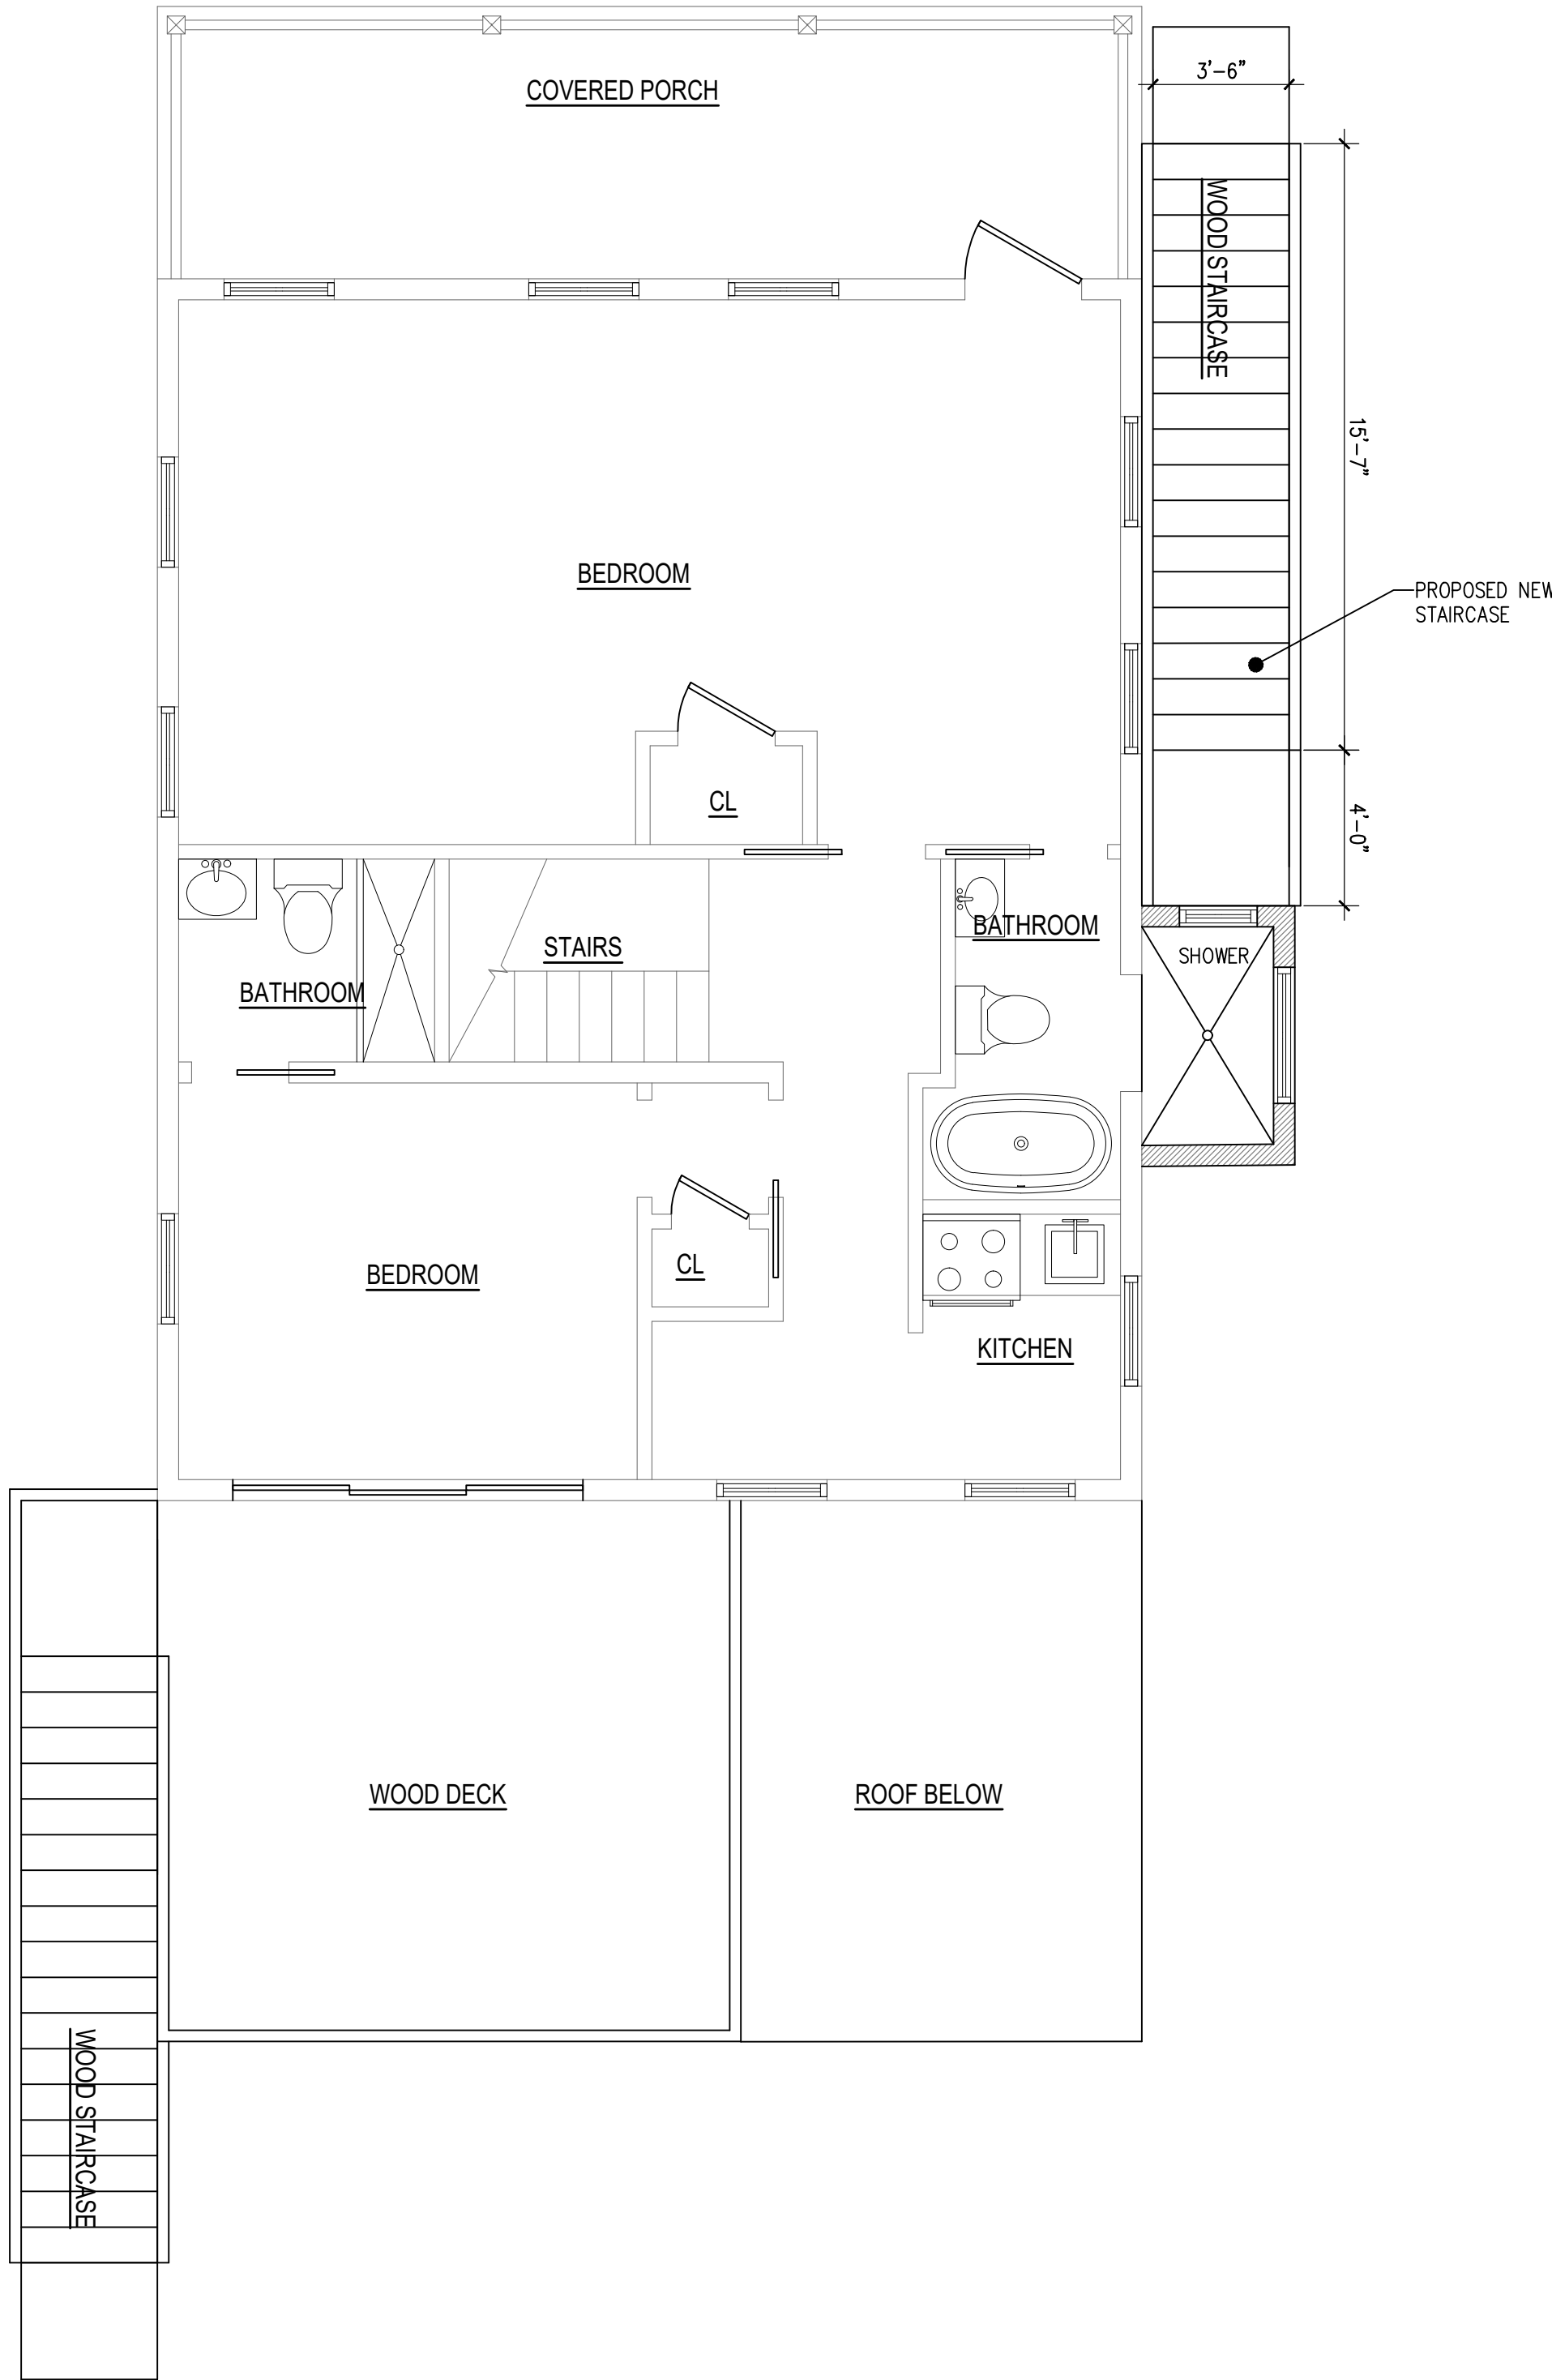 COVERED PORCH
3'-6"
WOOD STAIRCASE
15'-7"
BEDROOM
PROPOSED NEW
STAIRCASE
CL
4'-0"
BATHROOM
STAIRS
SHOWER
BATHROOM
CL
BEDROOM
KITCHEN
WOOD DECK
ROOF BELOW
WOOD STAIRCASE